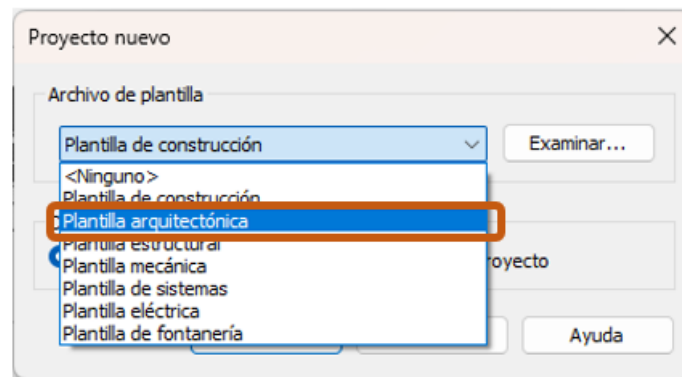 Proyecto nuevo
Archivo de plantilla
Plantilla de construcción
Examinar...
<Ninguno>
Plantilla de construcción
Plantilla arquitectónica
Plantilla estructural
Plantilla mecánica
royecto
Plantilla de sistemas
Plantilla eléctrica
Plantilla de fontanería
Ayuda